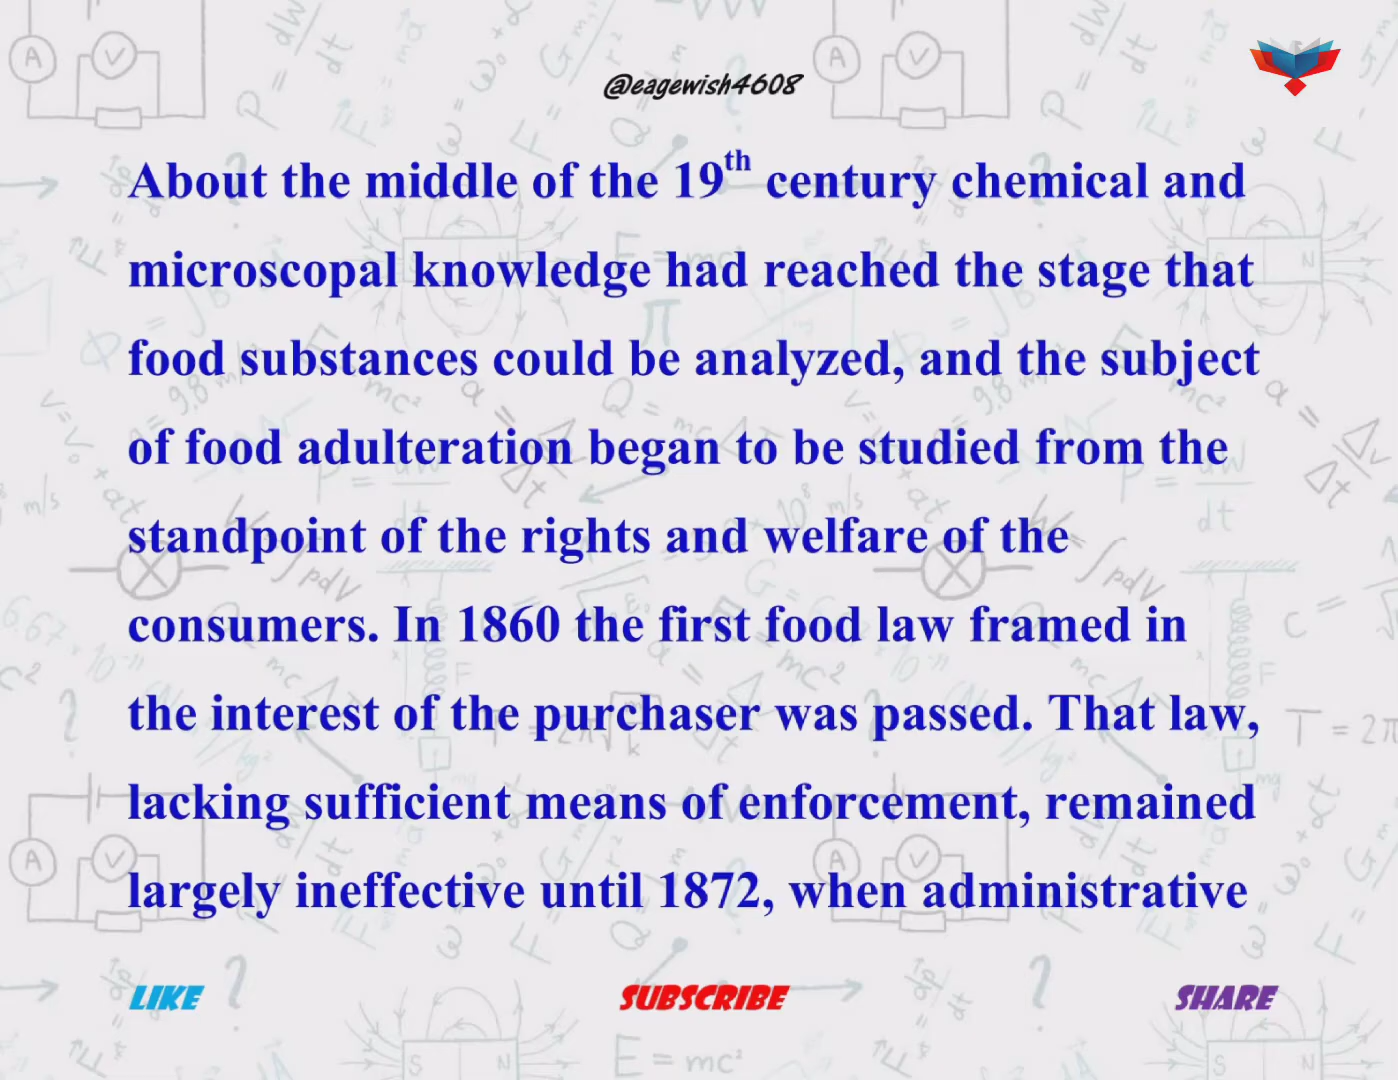 @eagewish4608
About the middle of the 19th century chemical and
microscopal knowledge had reached the stage that
food substances could be analyzed, and the subject
of food adulteration began to be studied from the
standpoint of the rights and welfare of the
consumers. In 1860 the first food law framed in
the interest of the purchaser was passed. That law,
lacking sufficient means of enforcement, remained
largely ineffective until 1872, when administrative
LIKE SUBSCRIBE SHARE